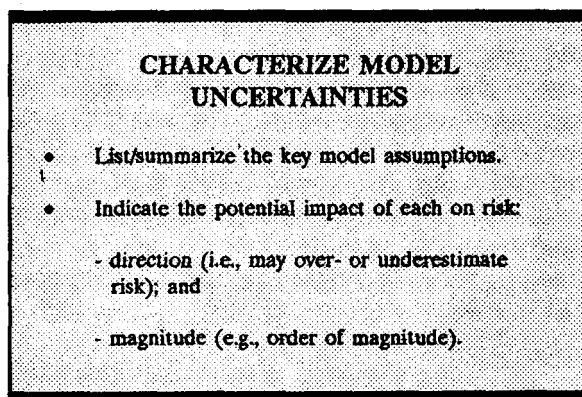 CHARACTERIZE MODEL
UNCERTAINTIES
• List/summarize the key model assumptions.
• Indicate the potential impact of each on risk:
- direction (i.e., may over- or underestimate
risk); and
- magnitude (e.g., order of magnitude).